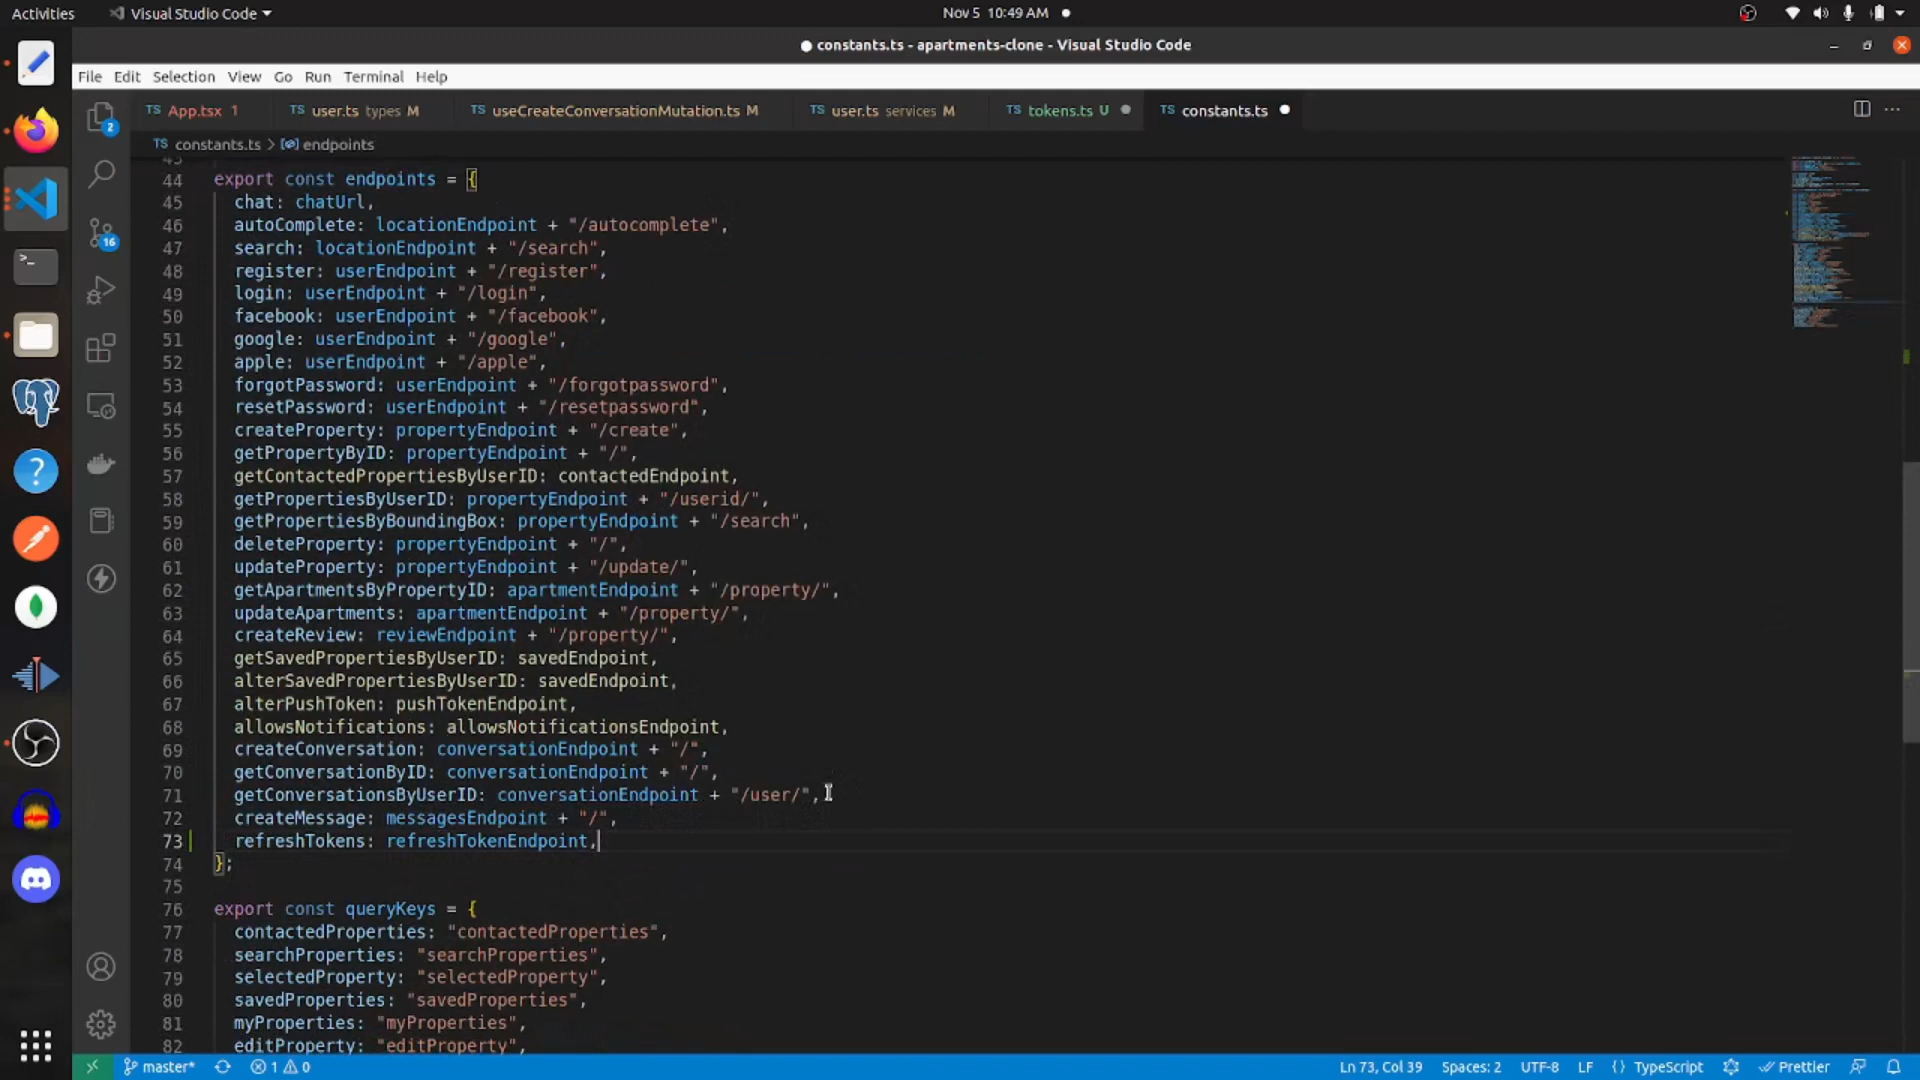 Activities
Visual Studio Code
Nov 5 10:49 AM
constants.ts - apartments-clone - Visual Studio Code
File Edit Selection View Go Run Terminal Help
TS App.tsx 1
TS user.ts types M
TS useCreateConversationMutation.ts M
TS user.ts services M
TS tokens.ts U
TS constants.ts
TS constants.ts > endpoints
43
44 export const endpoints = {
45 chat: chatUrl,
46 autoComplete: locationEndpoint + "/autocomplete",
47 search: locationEndpoint + "/search",
48 register: userEndpoint + "/register",
49 login: userEndpoint + "/login",
50 facebook: userEndpoint + "/facebook",
51 google: userEndpoint + "/google",
52 apple: userEndpoint + "/apple",
53 forgotPassword: userEndpoint + "/forgotpassword",
54 resetPassword: userEndpoint + "/resetpassword",
55 createProperty: propertyEndpoint + "/create",
56 getPropertyByID: propertyEndpoint + "/",
57 getContactedPropertiesByUserID: contactedEndpoint,
58 getPropertiesByUserID: propertyEndpoint + "/userid/",
59 getPropertiesByBoundingBox: propertyEndpoint + "/search",
60 deleteProperty: propertyEndpoint + "/",
61 updateProperty: propertyEndpoint + "/update/",
62 getApartmentsByPropertyID: apartmentEndpoint + "/property/",
63 updateApartments: apartmentEndpoint + "/property/",
64 createReview: reviewEndpoint + "/property/",
65 getSavedPropertiesByUserID: savedEndpoint,
66 alterSavedPropertiesByUserID: savedEndpoint,
67 alterPushToken: pushTokenEndpoint,
68 allowsNotifications: allowsNotificationsEndpoint,
69 createConversation: conversationEndpoint + "/",
70 getConversationByID: conversationEndpoint + "/",
71 getConversationsByUserID: conversationEndpoint + "/user/",
72 createMessage: messagesEndpoint + "/",
73 refreshTokens: refreshTokenEndpoint,
74 };
75
76 export const queryKeys = {
77 contactedProperties: "contactedProperties",
78 searchProperties: "searchProperties",
79 selectedProperty: "selectedProperty",
80 savedProperties: "savedProperties",
81 myProperties: "myProperties",
82 editProperty: "editProperty",
2
16
master* 1 0
Ln 73, Col 39 Spaces: 2 UTF-8 LF {} TypeScript Prettier